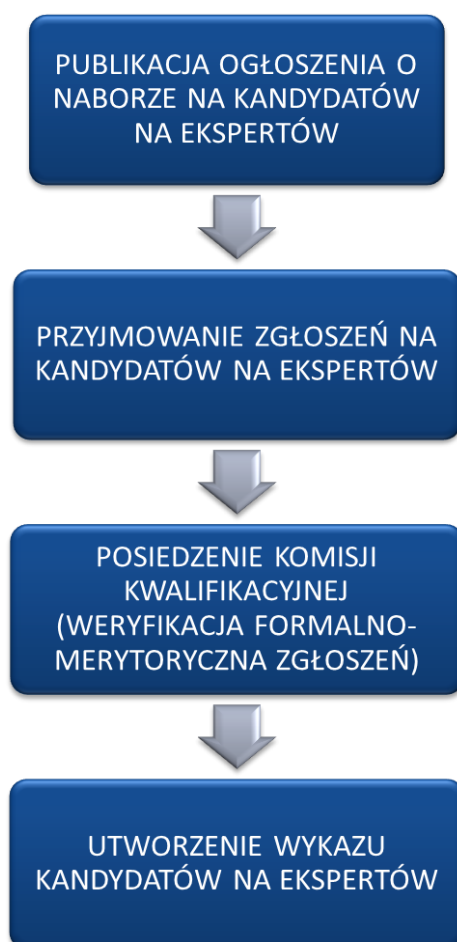 PUBLIKACJA OGŁOSZENIA O
NABORZE NA KANDYDATÓW
NA EKSPERTÓW
PRZYJMOWANIE ZGŁOSZEŃ NA
KANDYDATÓW NA EKSPERTÓW
POSIEDZENIE KOMISJI
KWALIFIKACYJNEJ
(WERYFIKACJA FORMALNO-
MERYTORYCZNA ZGŁOSZEŃ)
UTWORZENIE WYKAZU
KANDYDATÓW NA EKSPERTÓW